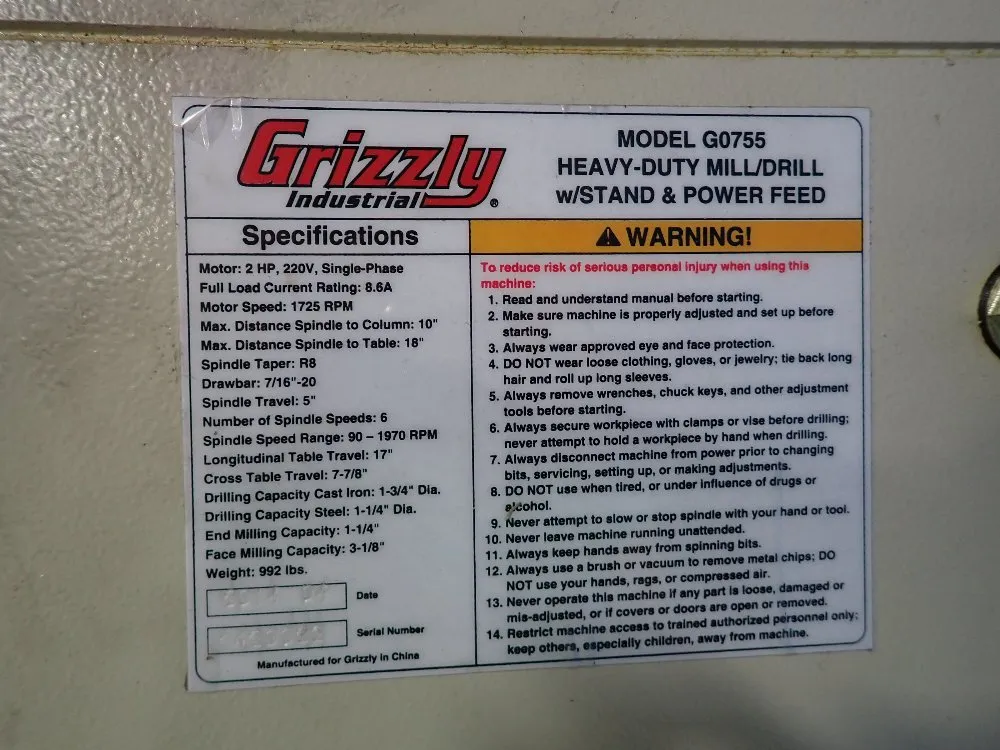 Grizzly
Industrial®
MODEL G0755
HEAVY-DUTY MILL/DRILL
w/STAND & POWER FEED
Specifications
Motor: 2 HP, 220V, Single-Phase
Full Load Current Rating: 8.6A
Motor Speed: 1725 RPM
Max. Distance Spindle to Column: 10"
Max. Distance Spindle to Table: 18"
Spindle Taper: R8
Drawbar: 7/16"-20
Spindle Travel: 5"
Number of Spindle Speeds: 6
Spindle Speed Range: 90 – 1970 RPM
Longitudinal Table Travel: 17"
Cross Table Travel: 7-7/8"
Drilling Capacity Cast Iron: 1-3/4" Dia.
Drilling Capacity Steel: 1-1/4" Dia.
End Milling Capacity: 1-1/4"
Face Milling Capacity: 3-1/8"
Weight: 992 lbs.
Date
Serial Number
Manufactured for Grizzly in China
⚠ WARNING!
To reduce risk of serious personal injury when using this
machine:
1. Read and understand manual before starting.
2. Make sure machine is properly adjusted and set up before
starting.
3. Always wear approved eye and face protection.
4. DO NOT wear loose clothing, gloves, or jewelry; tie back long
hair and roll up long sleeves.
5. Always remove wrenches, chuck keys, and other adjustment
tools before starting.
6. Always secure workpiece with clamps or vise before drilling;
never attempt to hold a workpiece by hand when drilling.
7. Always disconnect machine from power prior to changing
bits, servicing, setting up, or making adjustments.
8. DO NOT use when tired, or under influence of drugs or
alcohol.
9. Never attempt to slow or stop spindle with your hand or tool.
10. Never leave machine running unattended.
11. Always keep hands away from spinning bits.
12. Always use a brush or vacuum to remove metal chips; DO
NOT use your hands, rags, or compressed air.
13. Never operate this machine if any part is loose, damaged or
mis-adjusted, or if covers or doors are open or removed.
14. Restrict machine access to trained authorized personnel only;
keep others, especially children, away from machine.